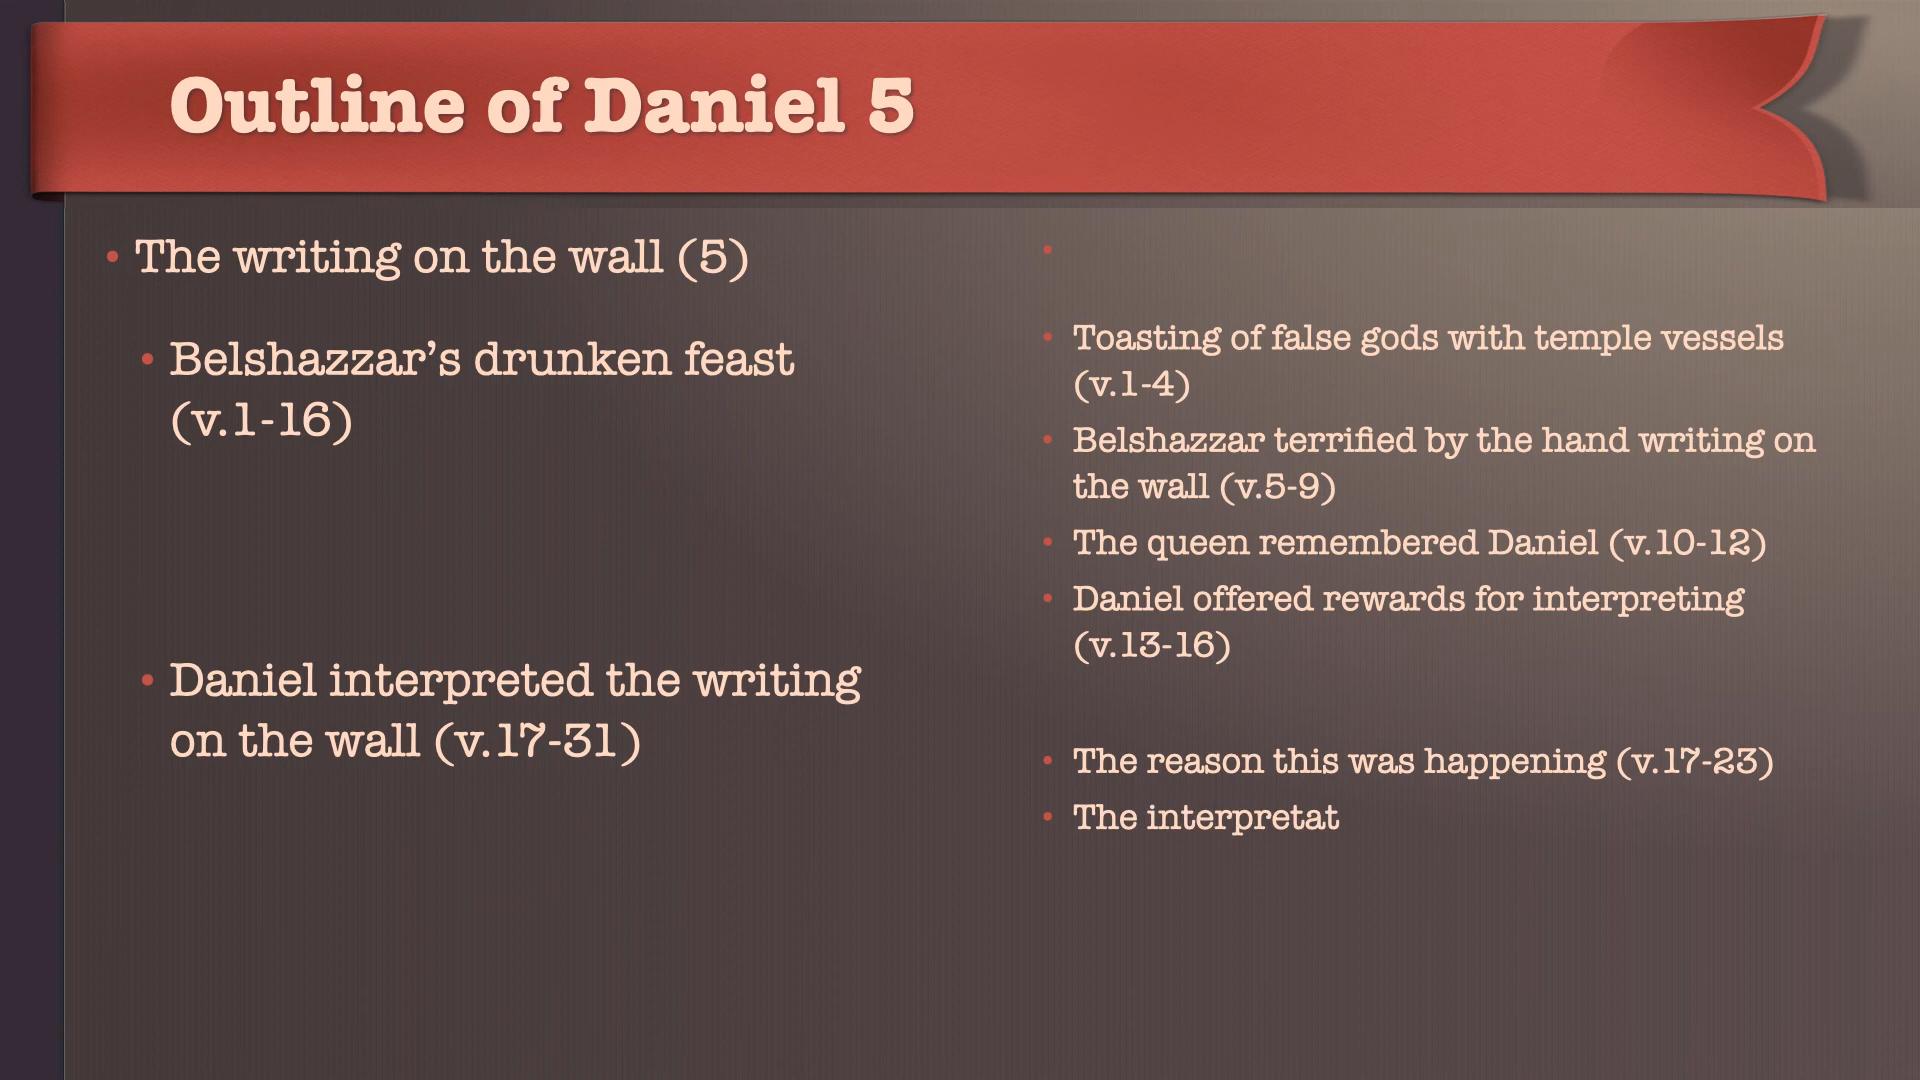 Outline of Daniel 5
• The writing on the wall (5)
• Belshazzar’s drunken feast
(v.1-16)
• Daniel interpreted the writing
on the wall (v.17-31)
•
• Toasting of false gods with temple vessels
(v.1-4)
• Belshazzar terrified by the hand writing on
the wall (v.5-9)
• The queen remembered Daniel (v.10-12)
• Daniel offered rewards for interpreting
(v.13-16)
• The reason this was happening (v.17-23)
• The interpretat